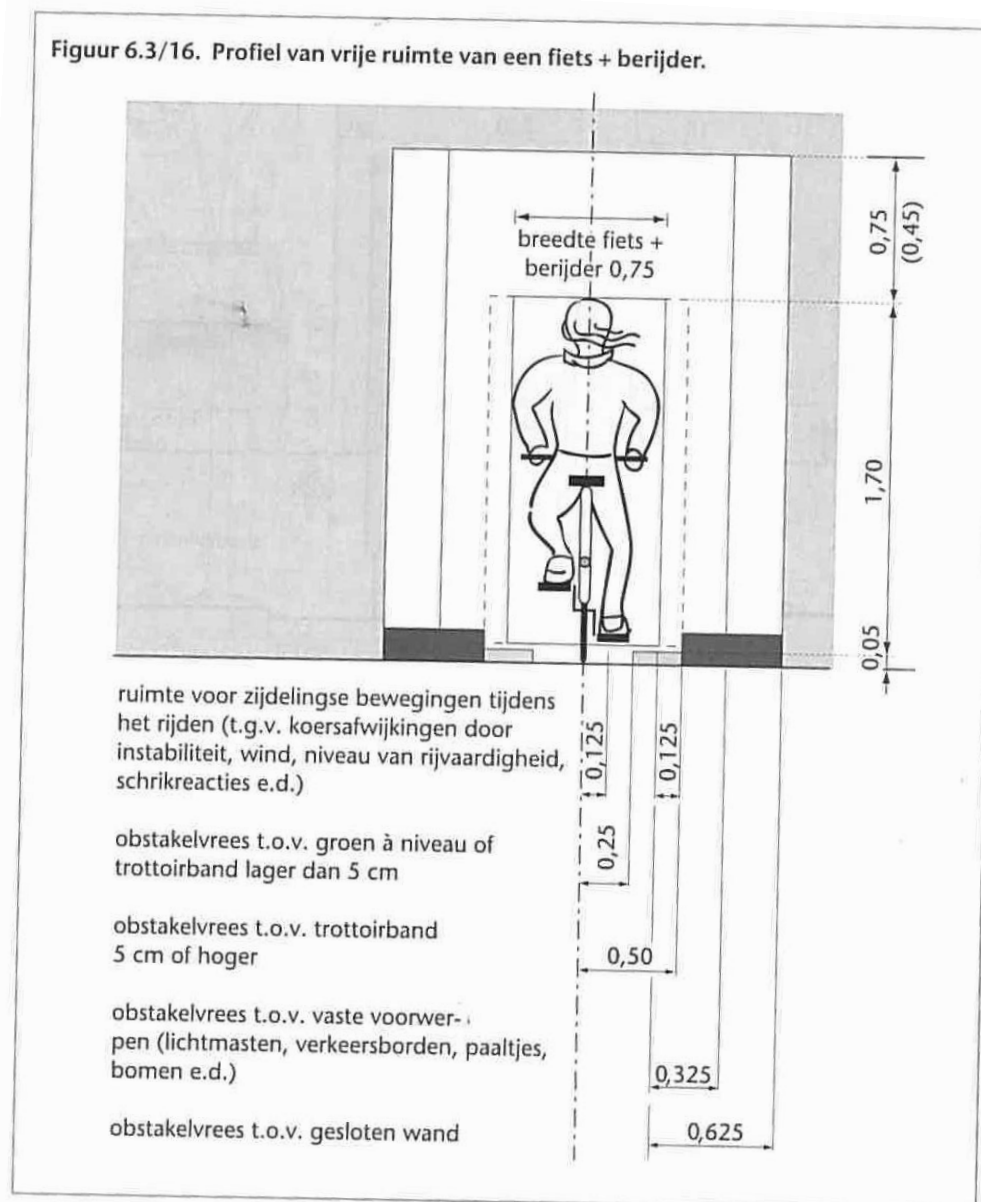 Figuur 6.3/16. Profiel van vrije ruimte van een fiets + berijder.
breedte fiets +
berijder 0,75
0,75
(0,45)
1,70
0,05
ruimte voor zijdelingse bewegingen tijdens
het rijden (t.g.v. koersafwijkingen door
instabiliteit, wind, niveau van rijvaardigheid,
schrikreacties e.d.)
0,125
0,125
obstakelvrees t.o.v. groen à niveau of
trottoirband lager dan 5 cm
0,25
obstakelvrees t.o.v. trottoirband
5 cm of hoger
0,50
obstakelvrees t.o.v. vaste voorwer-
pen (lichtmasten, verkeersborden, paaltjes,
bomen e.d.)
0,325
obstakelvrees t.o.v. gesloten wand
0,625